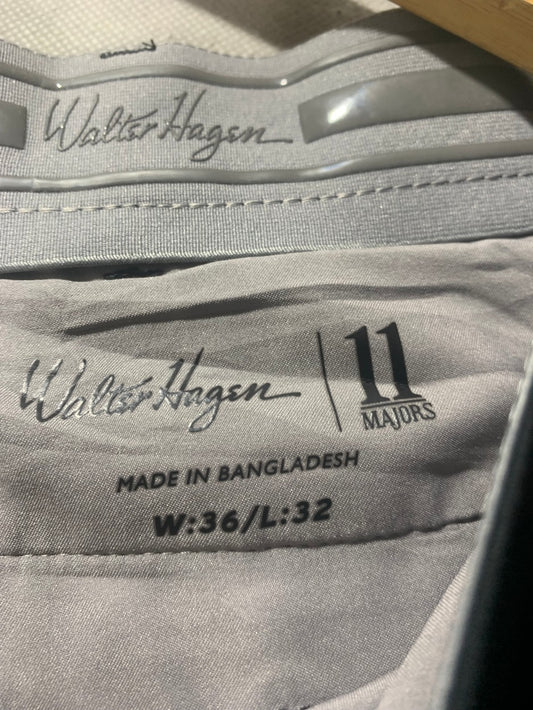 Walter Hagen
Walter Hagen
11
MAJORS
MADE IN BANGLADESH
W:36/L:32